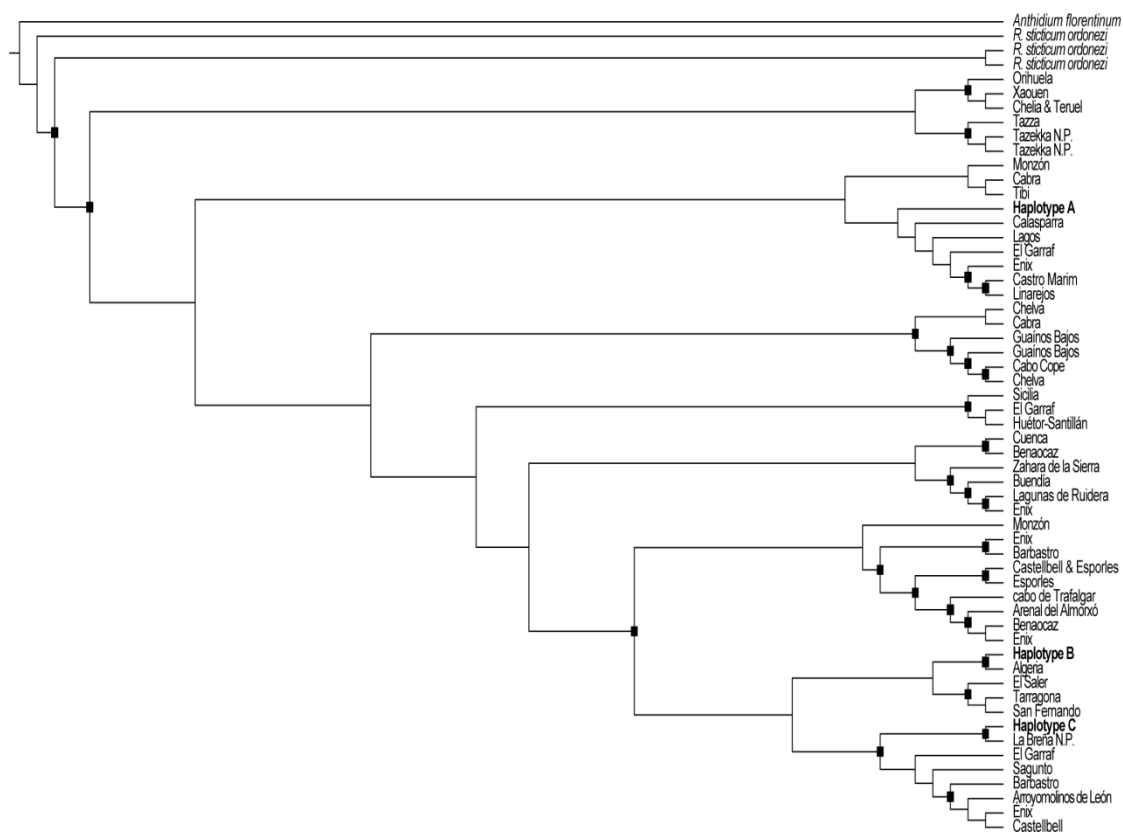 Anthidium florentinum
R. sticticum ordonezi
R. sticticum ordonezi
R. sticticum ordonezi
Orihuela
Xaouen
Chelia & Teruel
Tazza
Tazekka N.P.
Tazekka N.P.
Monzón
Cabra
Tibi
Haplotype A
Calasparra
Lagos
El Garraf
Enix
Castro Marim
Linarejos
Chelva
Cabra
Guaínos Bajos
Guaínos Bajos
Cabo Cope
Chelva
Sicilia
El Garraf
Huétor-Santillán
Cuenca
Benaocaz
Zahara de la Sierra
Buendía
Lagunas de Ruidera
Enix
Monzón
Enix
Barbastro
Castellbell & Esporles
Esporles
cabo de Trafalgar
Arenal del Almorxó
Benaocaz
Enix
Haplotype B
Algeria
El Saler
Tarragona
San Fernando
Haplotype C
La Breña N.P.
El Garraf
Sagunto
Barbastro
Arroyomolinos de León
Enix
Castellbell